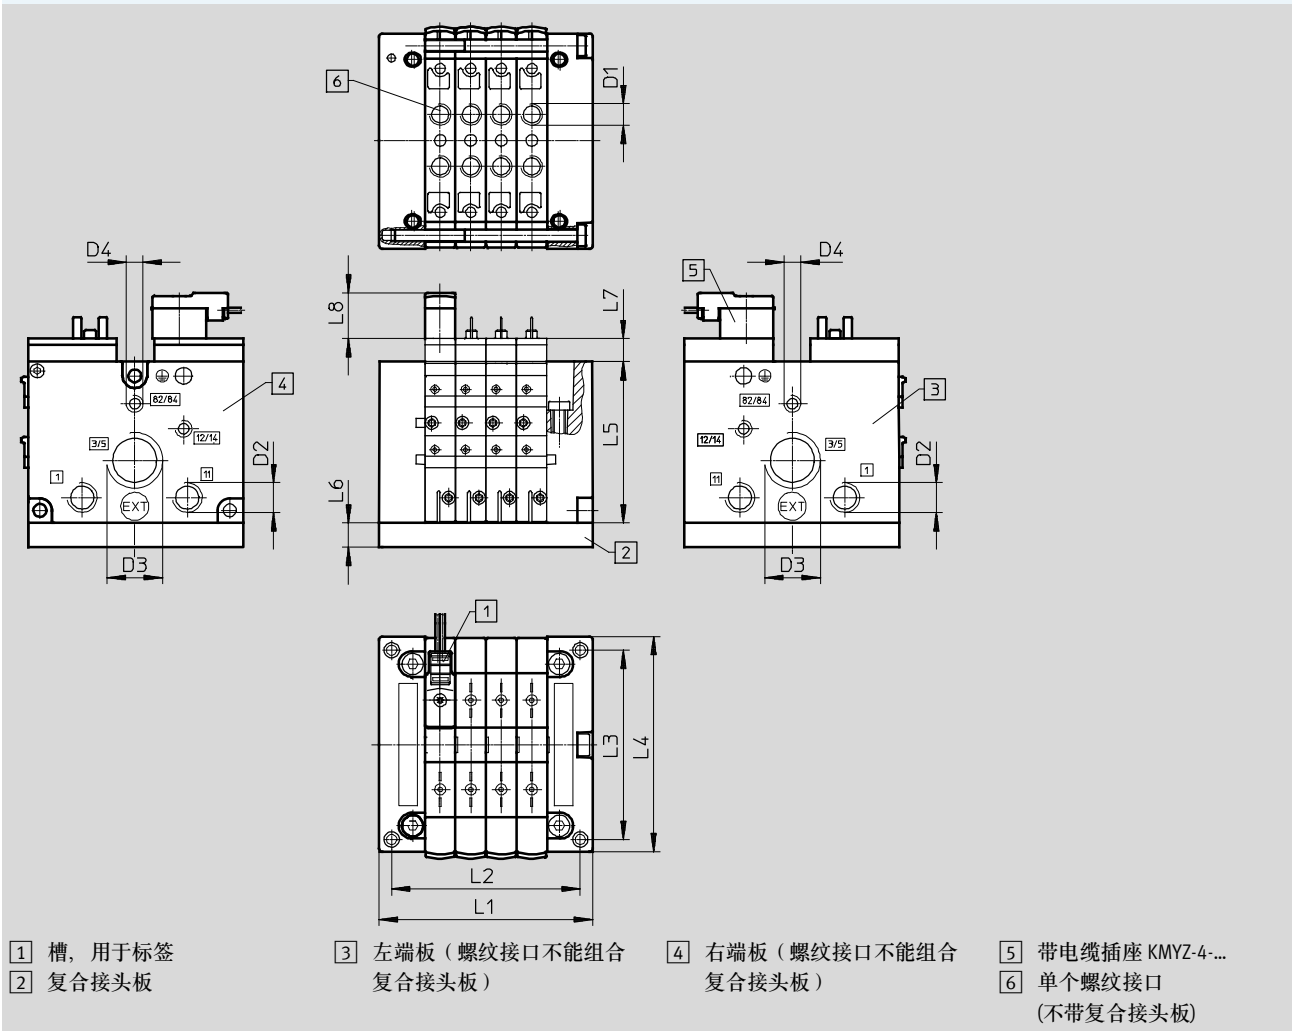 6
D1
D4
L8
L7
5
D4
4
82/84
12/14
3/5
1
11
D2
EXT
D3
L5
L6
2
82/84
12/14
3/5
11
1
3
D2
EXT
D3
1
L3
L4
L2
L1
1 槽，用于标签
2 复合接头板
3 左端板（螺纹接口不能组合
复合接头板）
4 右端板（螺纹接口不能组合
复合接头板）
5 带电缆插座 KMYZ-4-...
6 单个螺纹接口
(不带复合接头板)